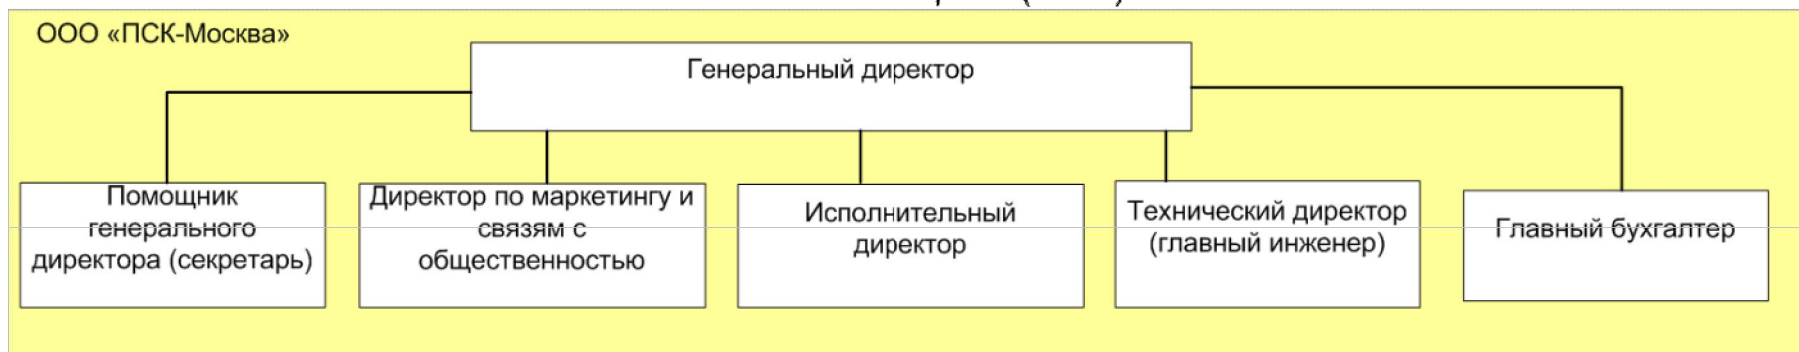 ООО «ПСК-Москва»
Генеральный директор
Помощник
генерального
директора (секретарь)
Директор по маркетингу и
связям с
общественностью
Исполнительный
директор
Технический директор
(главный инженер)
Главный бухгалтер